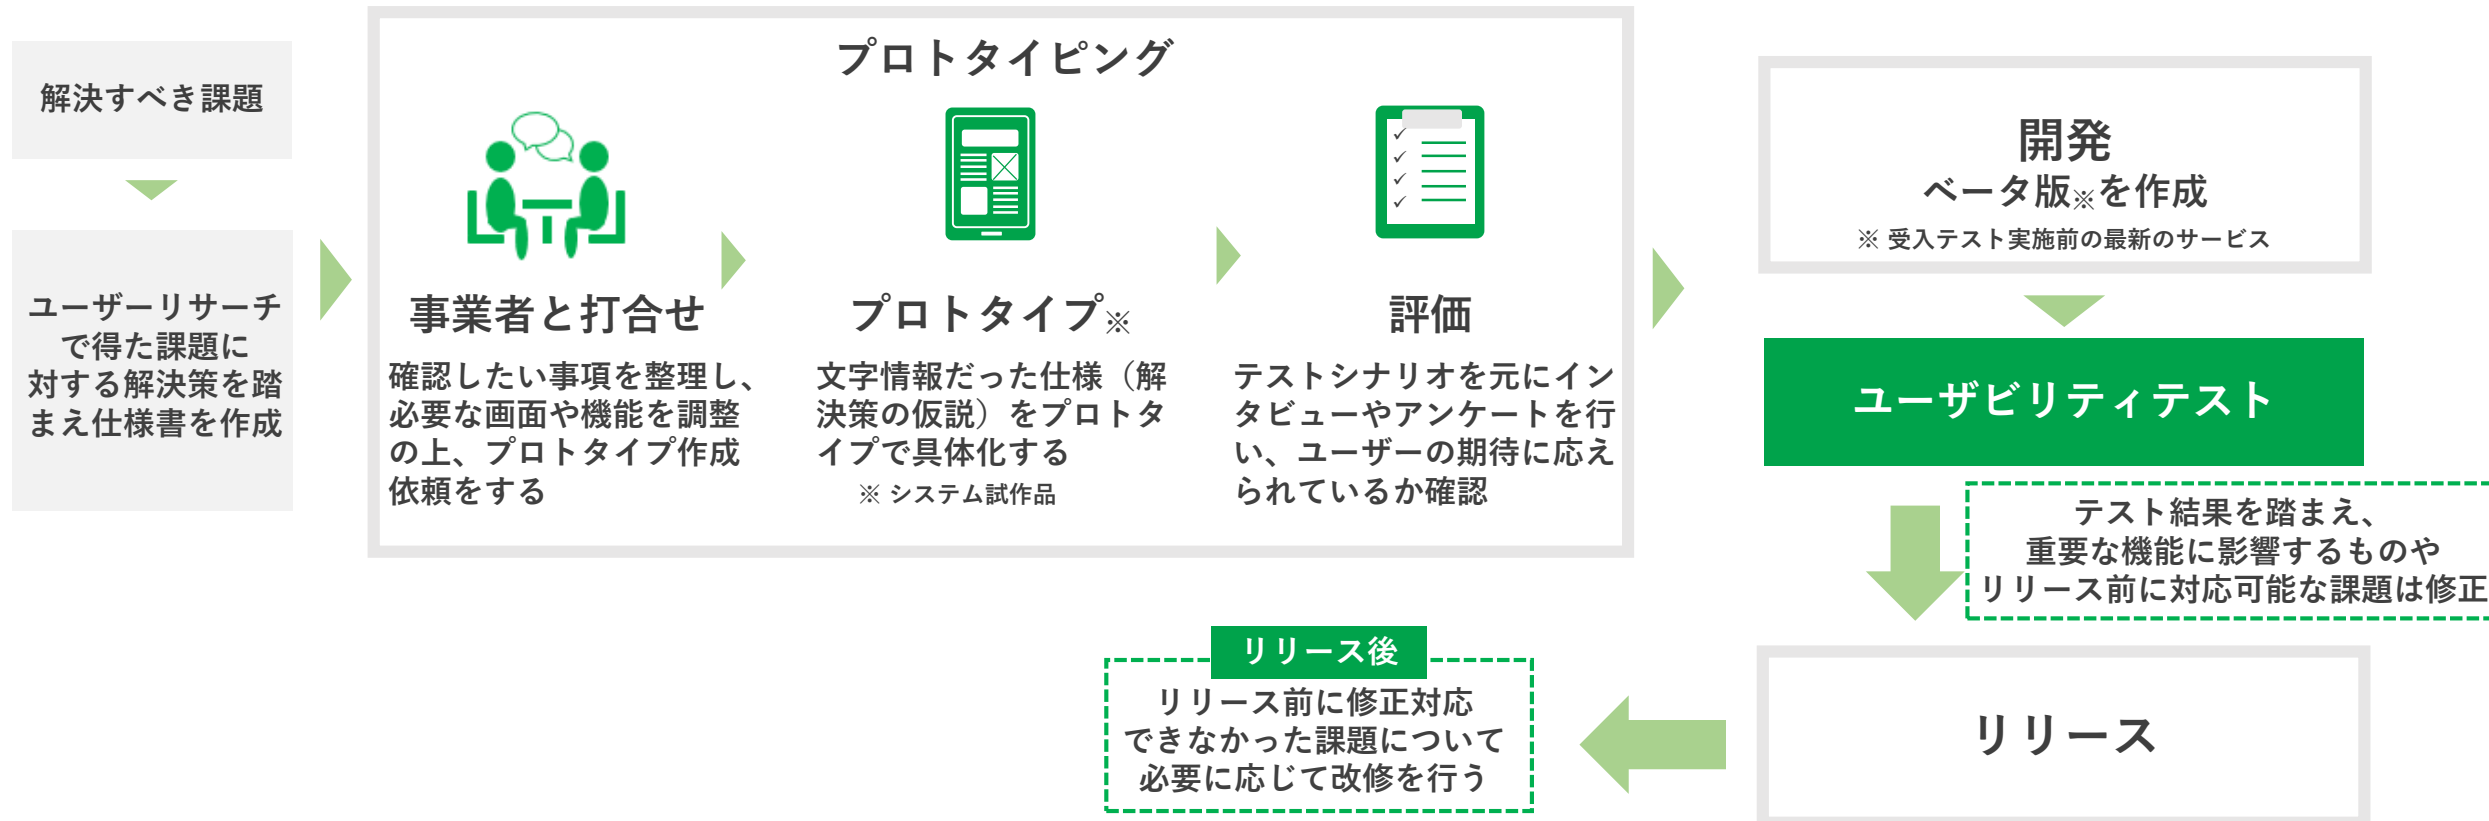 解決すべき課題
ユーザーリサーチ
で得た課題に
対する解決策を踏
まえ仕様書を作成
プロトタイピング
事業者と打合せ
確認したい事項を整理し、
必要な画面や機能を調整
の上、プロトタイプ作成
依頼をする
プロトタイプ※
文字情報だった仕様（解
決策の仮説）をプロトタ
イプで具体化する
※ システム試作品
評価
テストシナリオを元にイン
タビューやアンケートを行
い、ユーザーの期待に応え
られているか確認
開発
ベータ版※を作成
※ 受入テスト実施前の最新のサービス
ユーザビリティテスト
テスト結果を踏まえ、
重要な機能に影響するものや
リリース前に対応可能な課題は修正
リリース
リリース後
リリース前に修正対応
できなかった課題について
必要に応じて改修を行う